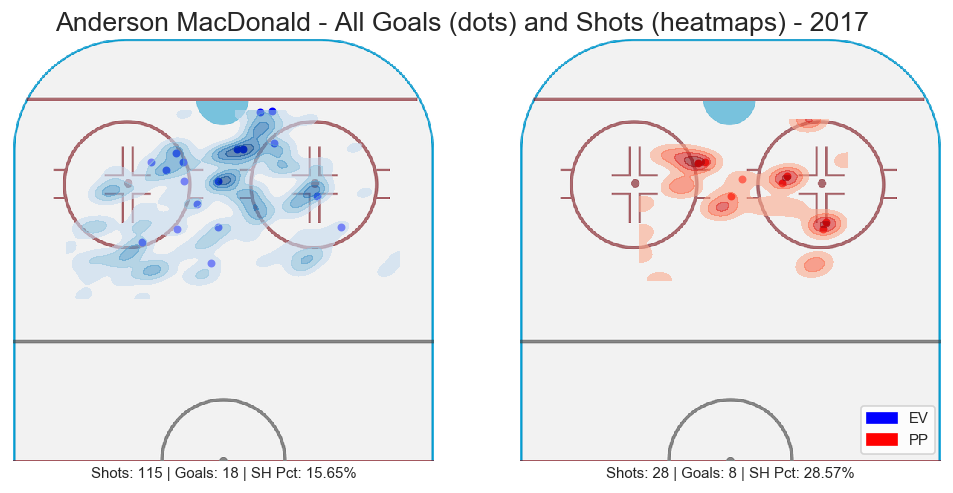 Anderson MacDonald - All Goals (dots) and Shots (heatmaps) - 2017
EV
PP
Shots: 115 | Goals: 18 | SH Pct: 15.65%
Shots: 28 | Goals: 8 | SH Pct: 28.57%